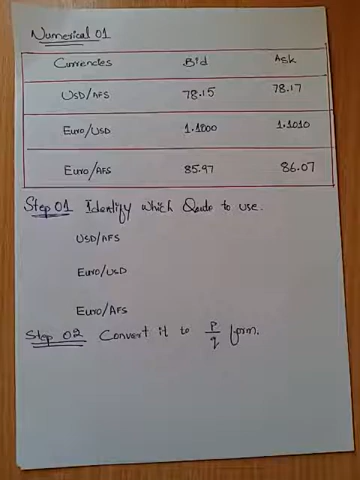 Numerical 01
Currencies Bid Ask
USD/AFS 78.15 78.17
Euro/USD 1.1000 1.1010
Euro/AFS 85.97 86.07
Step 01 Identify which Qoute to use.
USD/AFS
Euro/USD
Euro/AFS
Step 02 Convert it to P/q form.